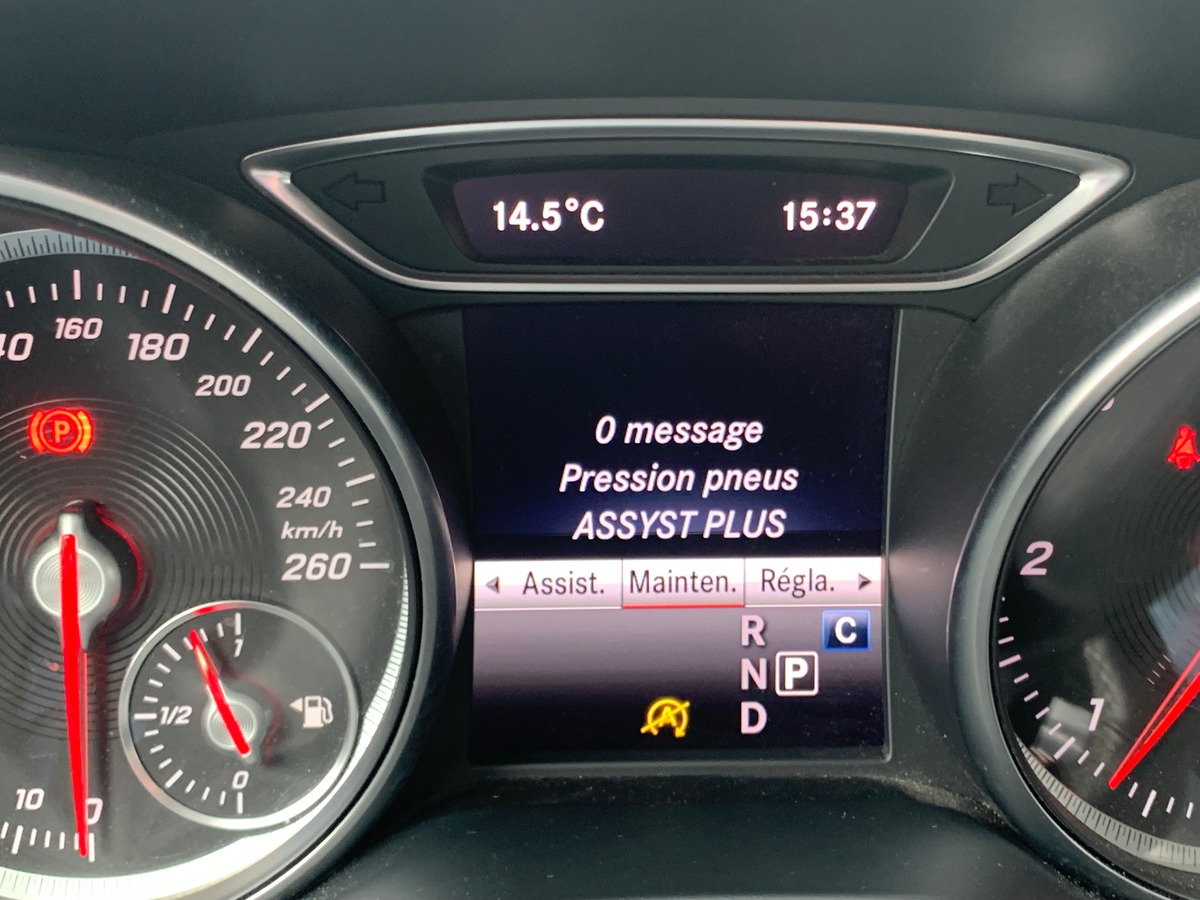 14.5°C 15:37
160
180
200
220
240
km/h
260
P
0 message
Pression pneus
ASSYST PLUS
Assist. Mainten. Régla.
R C
N P
D
A
1
1/2
0
10 0
2
1